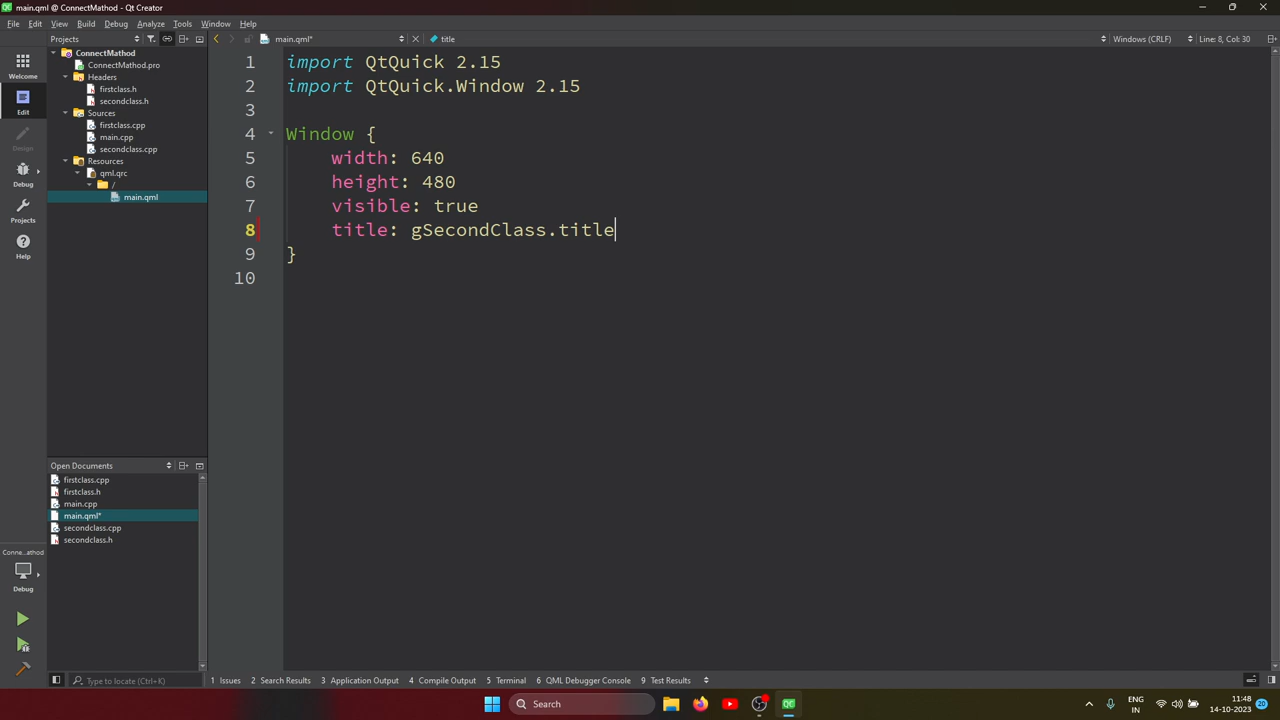 main.qml @ ConnectMathod - Qt Creator
File Edit View Build Debug Analyze Tools Window Help
Projects
main.qml*
title
Windows (CRLF)
Line: 8, Col: 30
Welcome
Edit
Design
Debug
Projects
Help
ConnectMathod
ConnectMathod.pro
Headers
firstclass.h
secondclass.h
Sources
firstclass.cpp
main.cpp
secondclass.cpp
Resources
qml.qrc
/
main.qml
1 import QtQuick 2.15
2 import QtQuick.Window 2.15
3
4 Window {
5 width: 640
6 height: 480
7 visible: true
8 title: gSecondClass.title
9 }
10
Open Documents
firstclass.cpp
firstclass.h
main.cpp
main.qml*
secondclass.cpp
secondclass.h
Conne...athod
Debug
Type to locate (Ctrl+K)
1 Issues 2 Search Results 3 Application Output 4 Compile Output 5 Terminal 6 QML Debugger Console 9 Test Results
Search
ENG
IN
11:48
14-10-2023
20